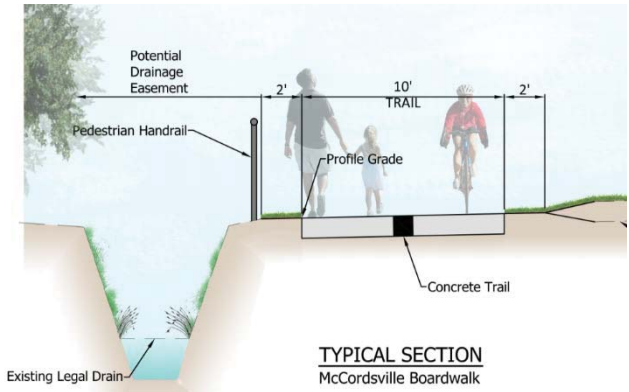 Potential
Drainage
Easement
2'
10'
TRAIL
2'
Pedestrian Handrail
Profile Grade
Concrete Trail
Existing Legal Drain
TYPICAL SECTION
McCordsville Boardwalk